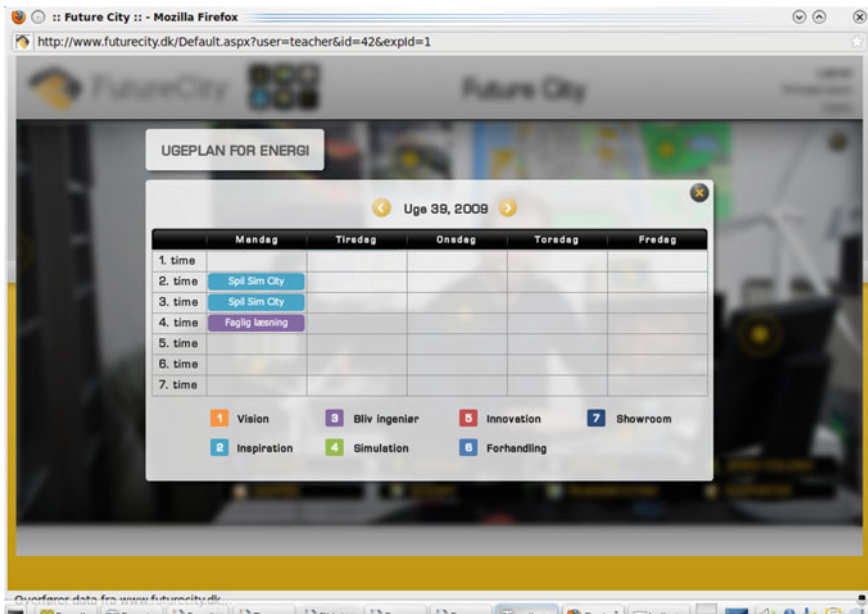 :: Future City :: - Mozilla Firefox
http://www.futurecity.dk/Default.aspx?user=teacher&id=42&expId=1
FutureCity
Future City
UGEPLAN FOR ENERGI
Uge 39, 2009
Mandag Tirsdag Onsdag Torsdag Fredag
1. time
2. time Spil Sim City
3. time Spil Sim City
4. time Faglig læsning
5. time
6. time
7. time
1 Vision 3 Bliv ingeniør 5 Innovation 7 Showroom
2 Inspiration 4 Simulation 6 Forhandling
Overfører data fra www.futurecity.dk...